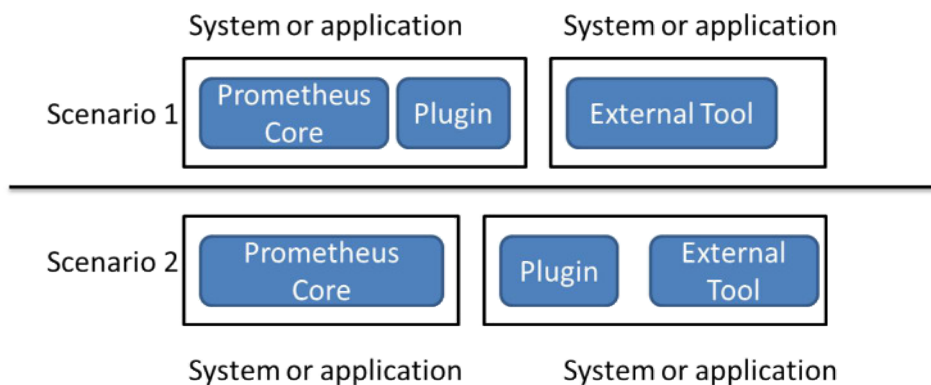 System or application System or application
Scenario 1
Prometheus
Core
Plugin
External Tool
Scenario 2
Prometheus
Core
Plugin
External
Tool
System or application System or application